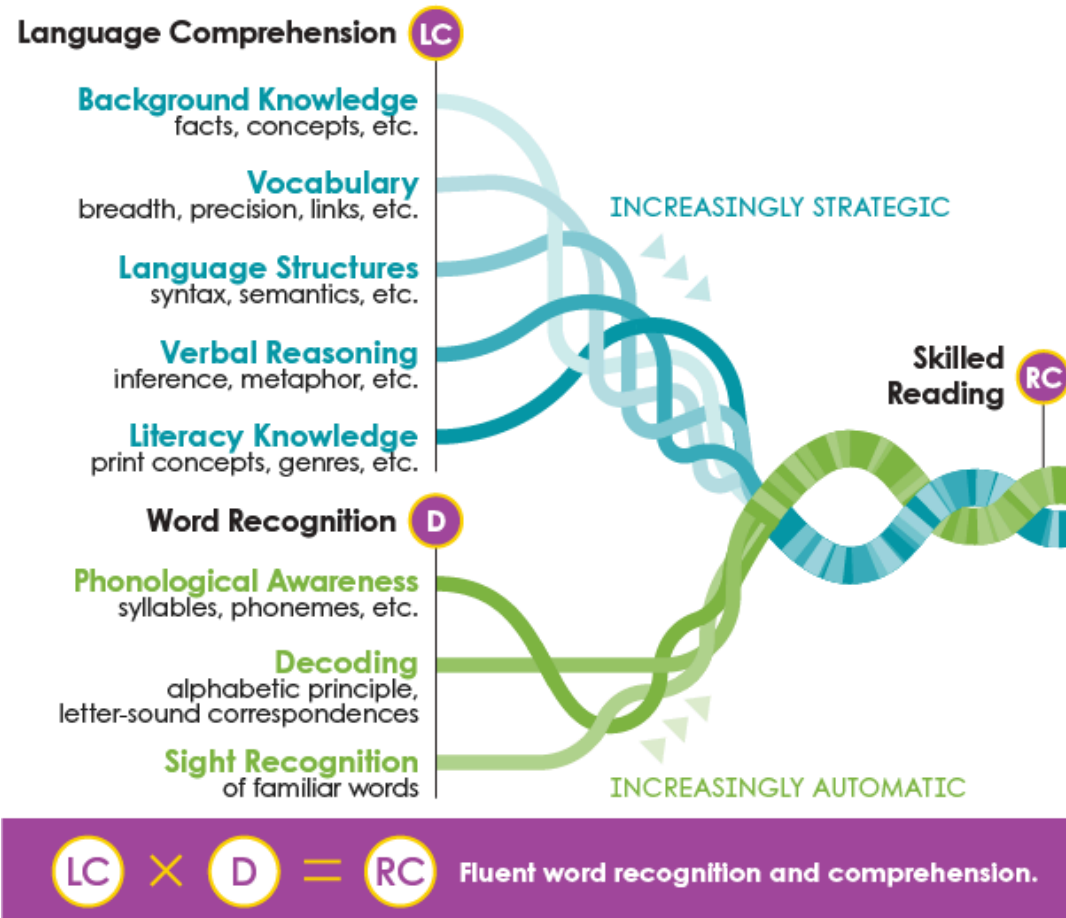 Language Comprehension LC
Background Knowledge
facts, concepts, etc.
Vocabulary
breadth, precision, links, etc.
Language Structures
syntax, semantics, etc.
Verbal Reasoning
inference, metaphor, etc.
Literacy Knowledge
print concepts, genres, etc.
INCREASINGLY STRATEGIC
Skilled
Reading
RC
Word Recognition D
Phonological Awareness
syllables, phonemes, etc.
Decoding
alphabetic principle,
letter-sound correspondences
Sight Recognition
of familiar words
INCREASINGLY AUTOMATIC
LC × D = RC Fluent word recognition and comprehension.